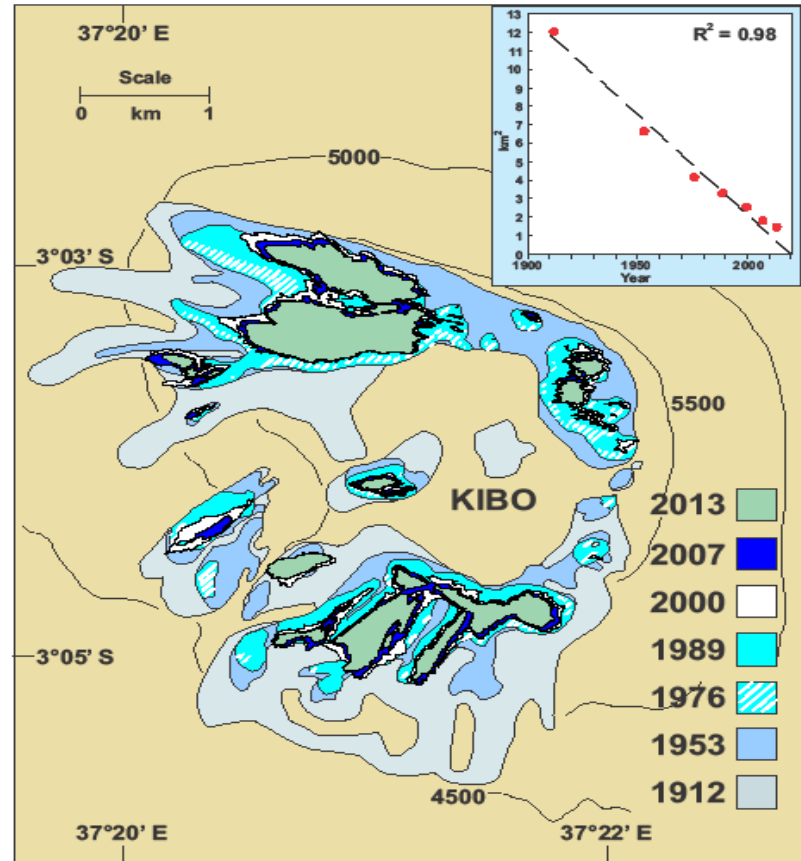 37°20' E
Scale
0 km 1
5000
3°03' S
5500
KIBO
3°05' S
4500
37°20' E
37°22' E
13
12
11
10
9
8
7
6
5
4
3
2
1
0
km²
R² = 0.98
1900
1950
2000
Year
2013
2007
2000
1989
1976
1953
1912